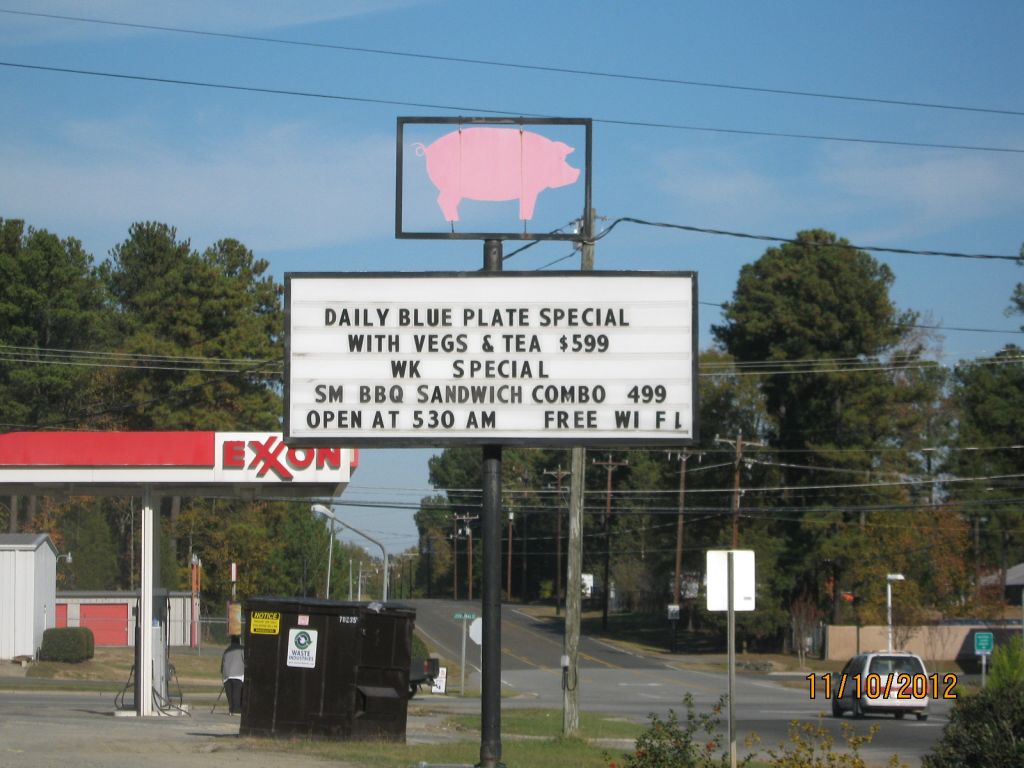 DAILY BLUE PLATE SPECIAL
WITH VEGS & TEA $599
WK SPECIAL
SM BBQ SANDWICH COMBO 499
OPEN AT 530 AM FREE WI FI
EXXON
NOTICE
WASTE
INDUSTRIES
11/10/2012